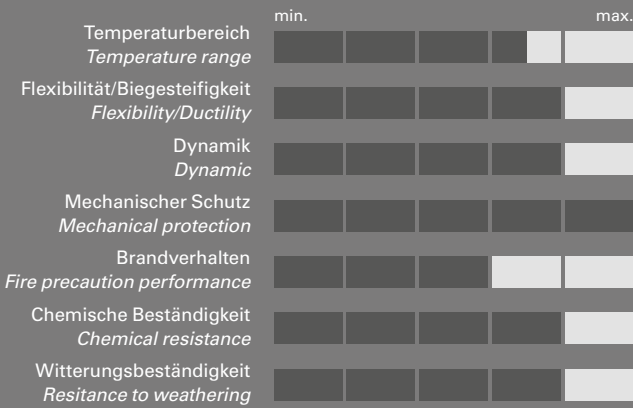 min. max.
Temperaturbereich
Temperature range
Flexibilität/Biegesteifigkeit
Flexibility/Ductility
Dynamik
Dynamic
Mechanischer Schutz
Mechanical protection
Brandverhalten
Fire precaution performance
Chemische Beständigkeit
Chemical resistance
Witterungsbeständigkeit
Resitance to weathering